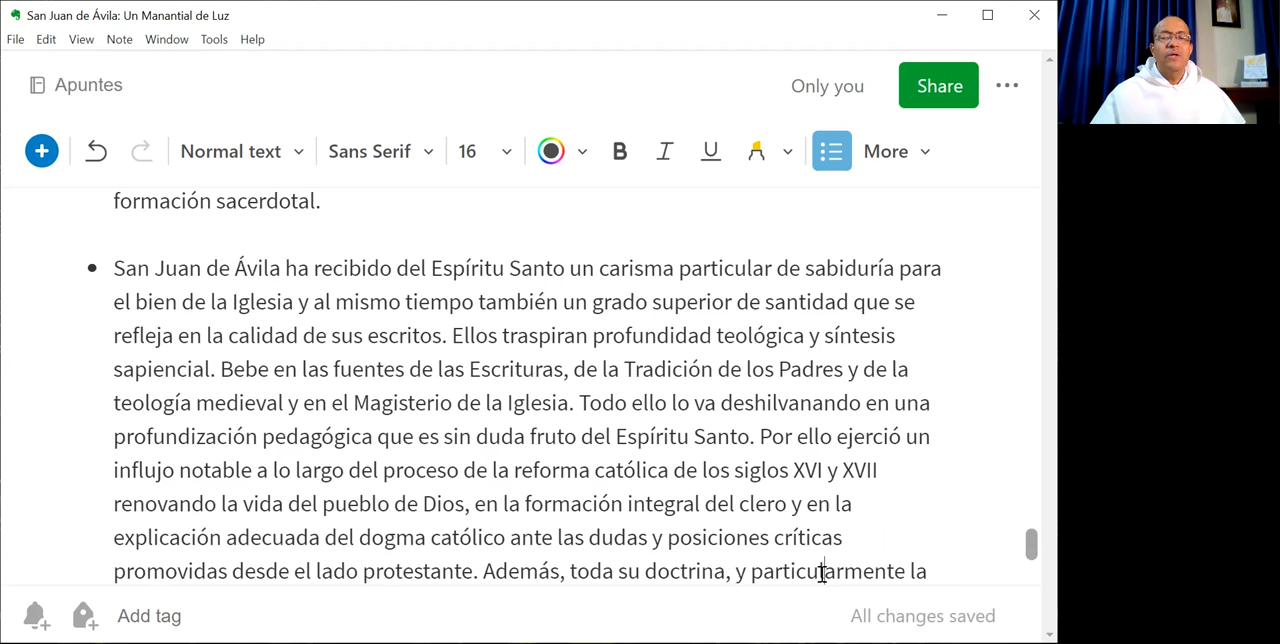 San Juan de Ávila: Un Manantial de Luz
File Edit View Note Window Tools Help
Apuntes
Only you
Share
Normal text
Sans Serif
16
B
I
U
More
formación sacerdotal.
San Juan de Ávila ha recibido del Espíritu Santo un carisma particular de sabiduría para
el bien de la Iglesia y al mismo tiempo también un grado superior de santidad que se
refleja en la calidad de sus escritos. Ellos traspiran profundidad teológica y síntesis
sapiencial. Bebe en las fuentes de las Escrituras, de la Tradición de los Padres y de la
teología medieval y en el Magisterio de la Iglesia. Todo ello lo va deshilvanando en una
profundización pedagógica que es sin duda fruto del Espíritu Santo. Por ello ejerció un
influjo notable a lo largo del proceso de la reforma católica de los siglos XVI y XVII
renovando la vida del pueblo de Dios, en la formación integral del clero y en la
explicación adecuada del dogma católico ante las dudas y posiciones críticas
promovidas desde el lado protestante. Además, toda su doctrina, y particularmente la
Add tag
All changes saved